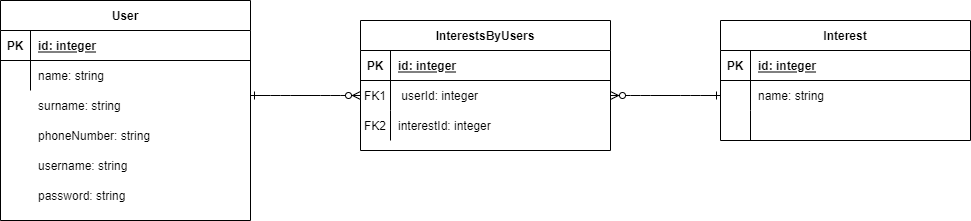 User
PK id: integer
name: string
surname: string
phoneNumber: string
username: string
password: string
InterestsByUsers
PK id: integer
FK1 userId: integer
FK2 interestId: integer
Interest
PK id: integer
name: string